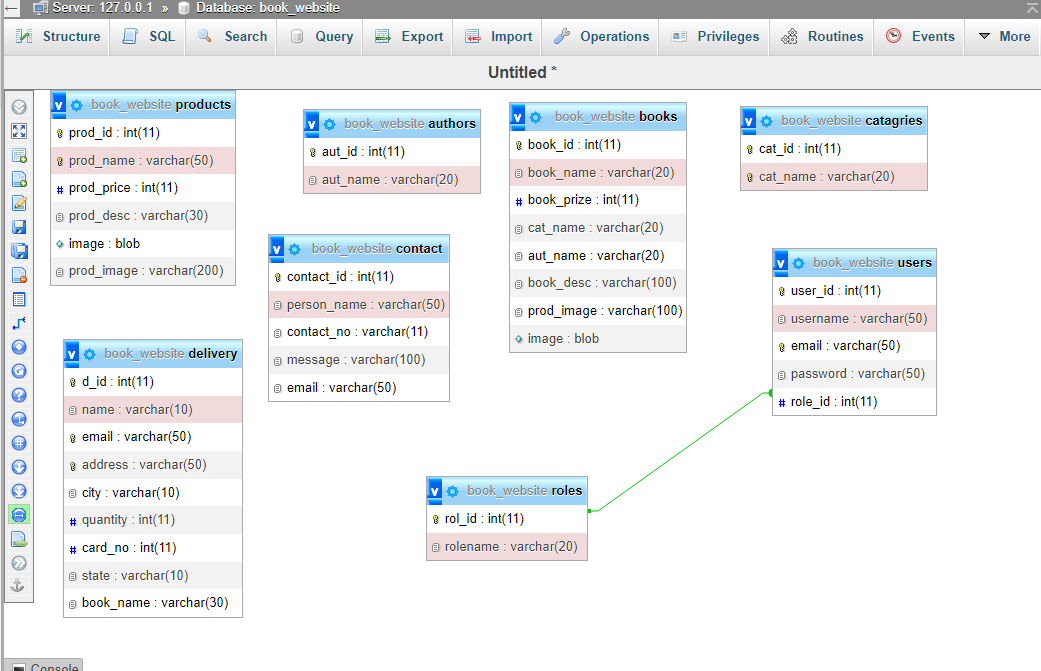 Server: 127.0.0.1 » Database: book_website
Structure SQL Search Query Export Import Operations Privileges Routines Events More
Untitled *
v book_website products
prod_id : int(11)
prod_name : varchar(50)
# prod_price : int(11)
prod_desc : varchar(30)
image : blob
prod_image : varchar(200)
v book_website authors
aut_id : int(11)
aut_name : varchar(20)
v book_website books
book_id : int(11)
book_name : varchar(20)
# book_prize : int(11)
cat_name : varchar(20)
aut_name : varchar(20)
book_desc : varchar(100)
prod_image : varchar(100)
image : blob
v book_website catagries
cat_id : int(11)
cat_name : varchar(20)
v book_website contact
contact_id : int(11)
person_name : varchar(50)
contact_no : varchar(11)
message : varchar(100)
email : varchar(50)
v book_website users
user_id : int(11)
username : varchar(50)
email : varchar(50)
password : varchar(50)
# role_id : int(11)
v book_website delivery
d_id : int(11)
name : varchar(10)
email : varchar(50)
address : varchar(50)
city : varchar(10)
# quantity : int(11)
# card_no : int(11)
state : varchar(10)
book_name : varchar(30)
v book_website roles
rol_id : int(11)
rolename : varchar(20)
Console